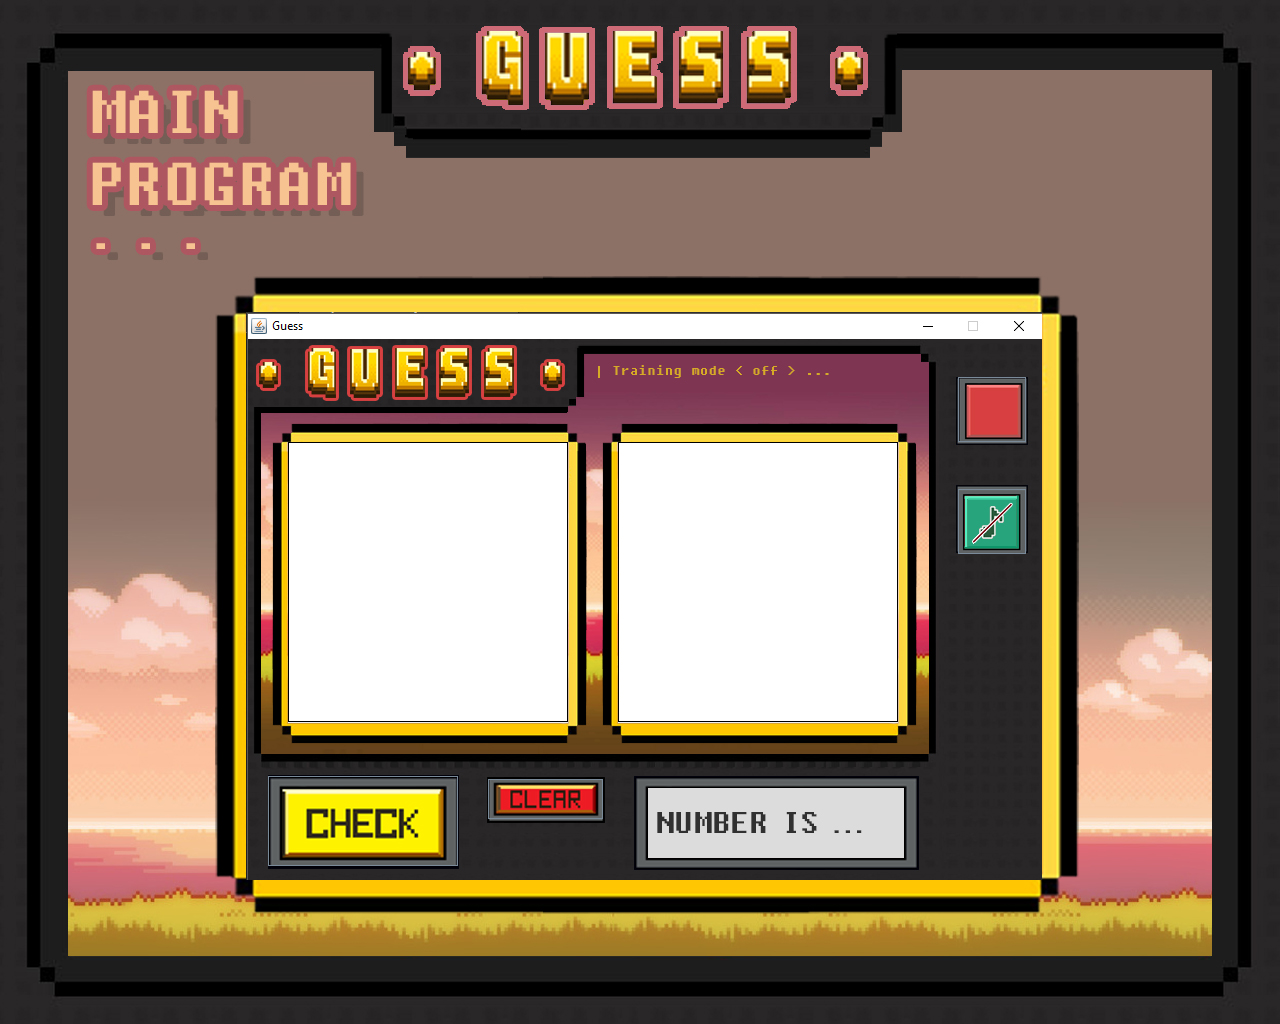 GUESS
MAIN
PROGRAM
...
Guess
GUESS
| Training mode < off > ...
CHECK
CLEAR
NUMBER IS ...